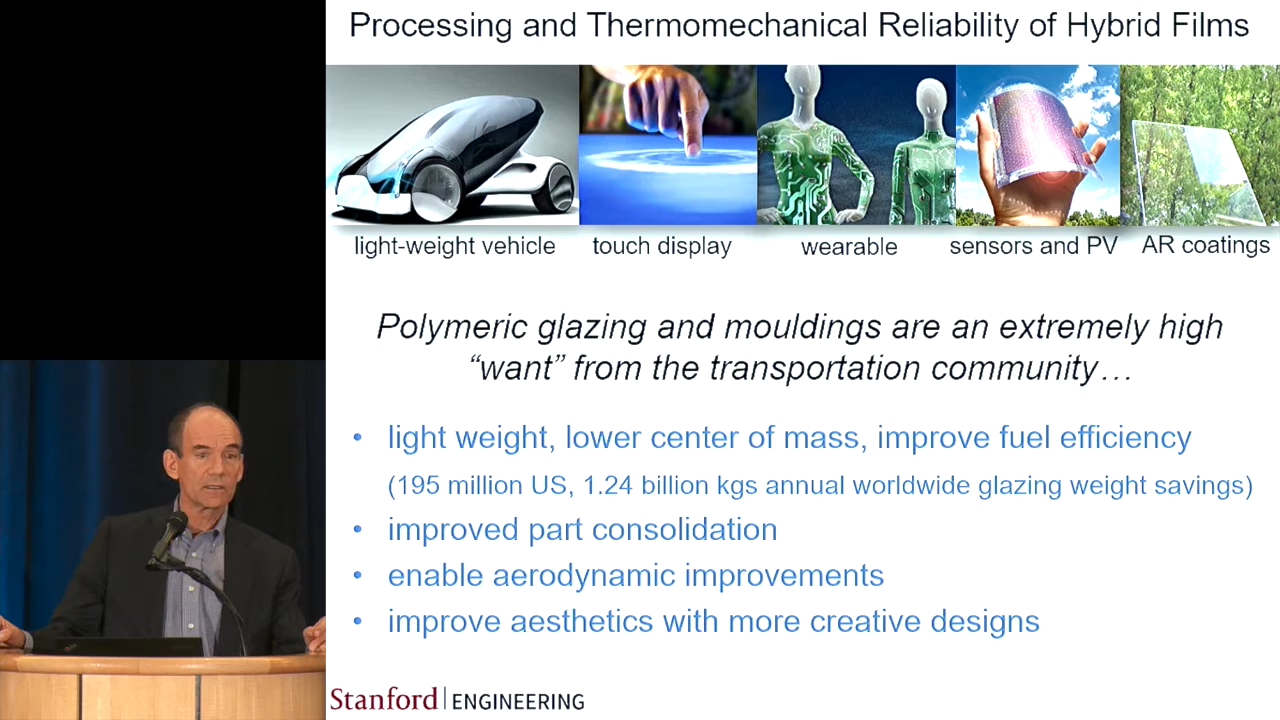 Processing and Thermomechanical Reliability of Hybrid Films
light-weight vehicle
touch display
wearable
sensors and PV
AR coatings
Polymeric glazing and mouldings are an extremely high
“want” from the transportation community…
• light weight, lower center of mass, improve fuel efficiency
(195 million US, 1.24 billion kgs annual worldwide glazing weight savings)
• improved part consolidation
• enable aerodynamic improvements
• improve aesthetics with more creative designs
Stanford | ENGINEERING